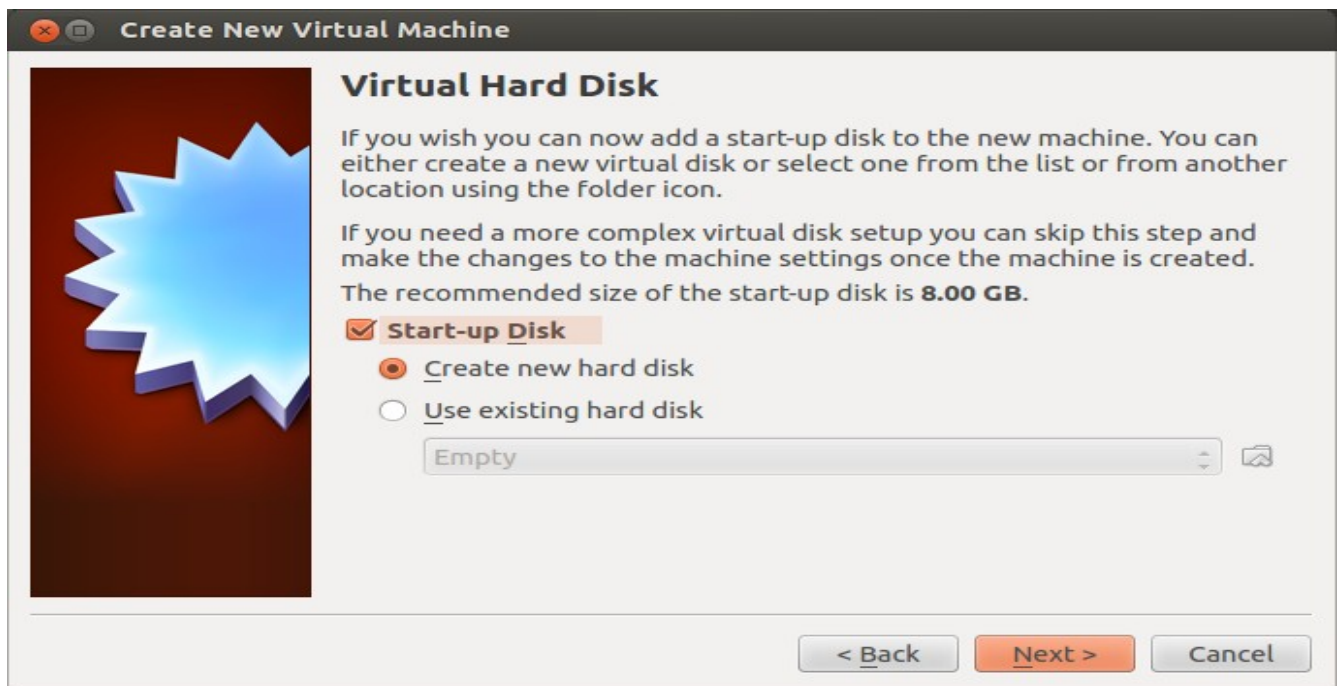 Create New Virtual Machine
Virtual Hard Disk
If you wish you can now add a start-up disk to the new machine. You can
either create a new virtual disk or select one from the list or from another
location using the folder icon.
If you need a more complex virtual disk setup you can skip this step and
make the changes to the machine settings once the machine is created.
The recommended size of the start-up disk is 8.00 GB.
Start-up Disk
Create new hard disk
Use existing hard disk
Empty
< Back Next > Cancel